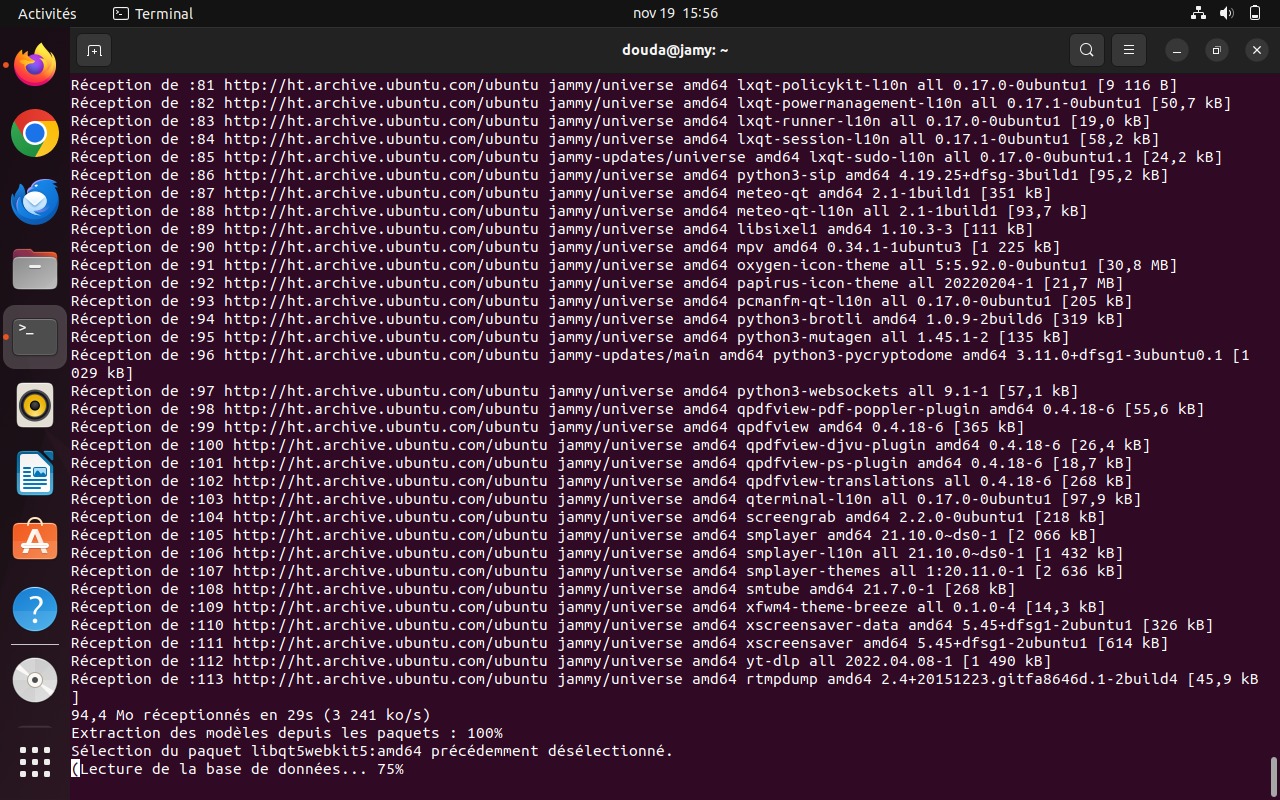 Activités
Terminal
nov 19 15:56
douda@jamy: ~
Réception de :81 http://ht.archive.ubuntu.com/ubuntu jammy/universe amd64 lxqt-policykit-l10n all 0.17.0-0ubuntu1 [9 116 B]
Réception de :82 http://ht.archive.ubuntu.com/ubuntu jammy/universe amd64 lxqt-powermanagement-l10n all 0.17.1-0ubuntu1 [50,7 kB]
Réception de :83 http://ht.archive.ubuntu.com/ubuntu jammy/universe amd64 lxqt-runner-l10n all 0.17.0-0ubuntu1 [19,0 kB]
Réception de :84 http://ht.archive.ubuntu.com/ubuntu jammy/universe amd64 lxqt-session-l10n all 0.17.1-0ubuntu1 [58,2 kB]
Réception de :85 http://ht.archive.ubuntu.com/ubuntu jammy-updates/universe amd64 lxqt-sudo-l10n all 0.17.0-0ubuntu1.1 [24,2 kB]
Réception de :86 http://ht.archive.ubuntu.com/ubuntu jammy/universe amd64 python3-sip amd64 4.19.25+dfsg-3build1 [95,2 kB]
Réception de :87 http://ht.archive.ubuntu.com/ubuntu jammy/universe amd64 meteo-qt amd64 2.1-1build1 [351 kB]
Réception de :88 http://ht.archive.ubuntu.com/ubuntu jammy/universe amd64 meteo-qt-l10n all 2.1-1build1 [93,7 kB]
Réception de :89 http://ht.archive.ubuntu.com/ubuntu jammy/universe amd64 libsixel1 amd64 1.10.3-3 [111 kB]
Réception de :90 http://ht.archive.ubuntu.com/ubuntu jammy/universe amd64 mpv amd64 0.34.1-1ubuntu3 [1 225 kB]
Réception de :91 http://ht.archive.ubuntu.com/ubuntu jammy/universe amd64 oxygen-icon-theme all 5:5.92.0-0ubuntu1 [30,8 MB]
Réception de :92 http://ht.archive.ubuntu.com/ubuntu jammy/universe amd64 papirus-icon-theme all 20220204-1 [21,7 MB]
Réception de :93 http://ht.archive.ubuntu.com/ubuntu jammy/universe amd64 pcmanfm-qt-l10n all 0.17.0-0ubuntu1 [205 kB]
Réception de :94 http://ht.archive.ubuntu.com/ubuntu jammy/universe amd64 python3-brotli amd64 1.0.9-2build6 [319 kB]
Réception de :95 http://ht.archive.ubuntu.com/ubuntu jammy/universe amd64 python3-mutagen all 1.45.1-2 [135 kB]
Réception de :96 http://ht.archive.ubuntu.com/ubuntu jammy-updates/main amd64 python3-pycryptodome amd64 3.11.0+dfsg1-3ubuntu0.1 [1
029 kB]
Réception de :97 http://ht.archive.ubuntu.com/ubuntu jammy/universe amd64 python3-websockets all 9.1-1 [57,1 kB]
Réception de :98 http://ht.archive.ubuntu.com/ubuntu jammy/universe amd64 qpdfview-pdf-poppler-plugin amd64 0.4.18-6 [55,6 kB]
Réception de :99 http://ht.archive.ubuntu.com/ubuntu jammy/universe amd64 qpdfview amd64 0.4.18-6 [365 kB]
Réception de :100 http://ht.archive.ubuntu.com/ubuntu jammy/universe amd64 qpdfview-djvu-plugin amd64 0.4.18-6 [26,4 kB]
Réception de :101 http://ht.archive.ubuntu.com/ubuntu jammy/universe amd64 qpdfview-ps-plugin amd64 0.4.18-6 [18,7 kB]
Réception de :102 http://ht.archive.ubuntu.com/ubuntu jammy/universe amd64 qpdfview-translations all 0.4.18-6 [268 kB]
Réception de :103 http://ht.archive.ubuntu.com/ubuntu jammy/universe amd64 qterminal-l10n all 0.17.0-0ubuntu1 [97,9 kB]
Réception de :104 http://ht.archive.ubuntu.com/ubuntu jammy/universe amd64 screengrab amd64 2.2.0-0ubuntu1 [218 kB]
Réception de :105 http://ht.archive.ubuntu.com/ubuntu jammy/universe amd64 smplayer amd64 21.10.0~ds0-1 [2 066 kB]
Réception de :106 http://ht.archive.ubuntu.com/ubuntu jammy/universe amd64 smplayer-l10n all 21.10.0~ds0-1 [1 432 kB]
Réception de :107 http://ht.archive.ubuntu.com/ubuntu jammy/universe amd64 smplayer-themes all 1:20.11.0-1 [2 636 kB]
Réception de :108 http://ht.archive.ubuntu.com/ubuntu jammy/universe amd64 smtube amd64 21.7.0-1 [268 kB]
Réception de :109 http://ht.archive.ubuntu.com/ubuntu jammy/universe amd64 xfwm4-theme-breeze all 0.1.0-4 [14,3 kB]
Réception de :110 http://ht.archive.ubuntu.com/ubuntu jammy/universe amd64 xscreensaver-data amd64 5.45+dfsg1-2ubuntu1 [326 kB]
Réception de :111 http://ht.archive.ubuntu.com/ubuntu jammy/universe amd64 xscreensaver amd64 5.45+dfsg1-2ubuntu1 [614 kB]
Réception de :112 http://ht.archive.ubuntu.com/ubuntu jammy/universe amd64 yt-dlp all 2022.04.08-1 [1 490 kB]
Réception de :113 http://ht.archive.ubuntu.com/ubuntu jammy/universe amd64 rtmpdump amd64 2.4+20151223.gitfa8646d.1-2build4 [45,9 kB
]
94,4 Mo réceptionnés en 29s (3 241 ko/s)
Extraction des modèles depuis les paquets : 100%
Sélection du paquet libqt5webkit5:amd64 précédemment désélectionné.
(Lecture de la base de données... 75%